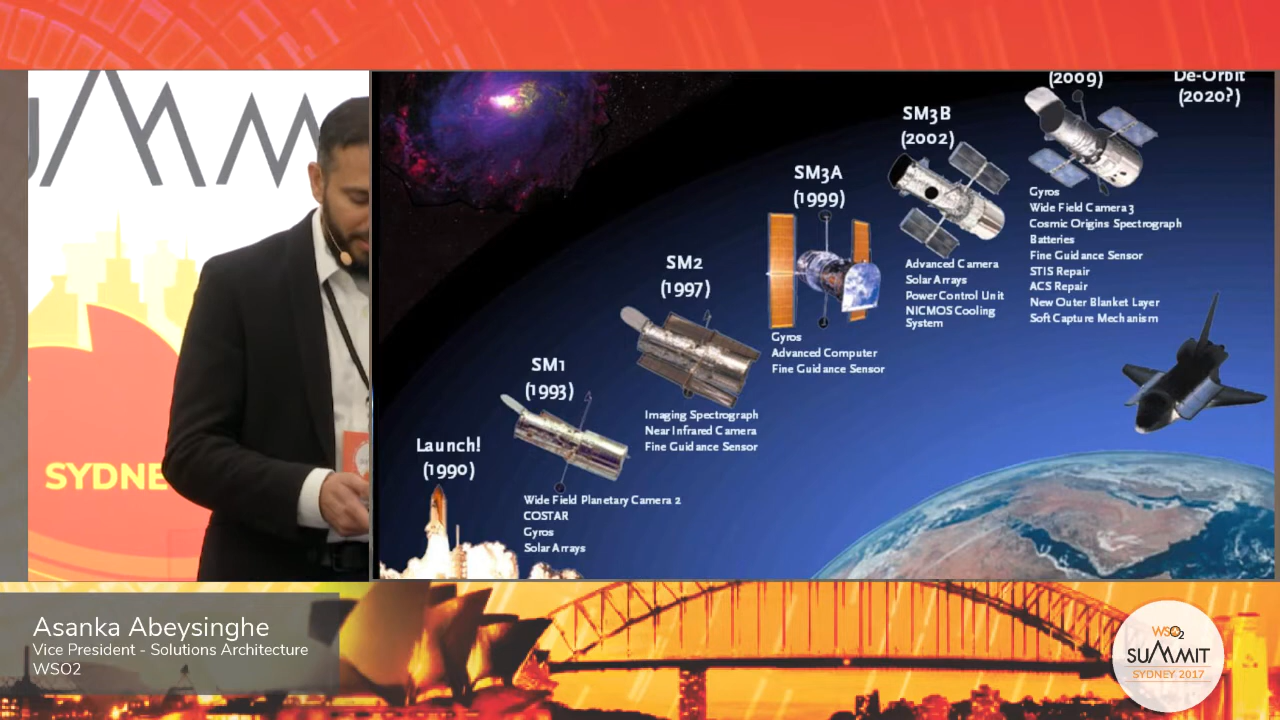 SUMM
SYDNE
Launch!
(1990)
SM1
(1993)
Wide Field Planetary Camera 2
COSTAR
Gyros
Solar Arrays
SM2
(1997)
Imaging Spectrograph
Near Infrared Camera
Fine Guidance Sensor
SM3A
(1999)
Gyros
Advanced Computer
Fine Guidance Sensor
SM3B
(2002)
Advanced Camera
Solar Arrays
Power Control Unit
NICMOS Cooling
System
(2009)
Gyros
Wide Field Camera 3
Cosmic Origins Spectrograph
Batteries
Fine Guidance Sensor
STIS Repair
ACS Repair
New Outer Blanket Layer
Soft Capture Mechanism
De-Orbit
(2020?)
Asanka Abeysinghe
Vice President - Solutions Architecture
WSO2
WSO2
SUMMIT
SYDNEY 2017